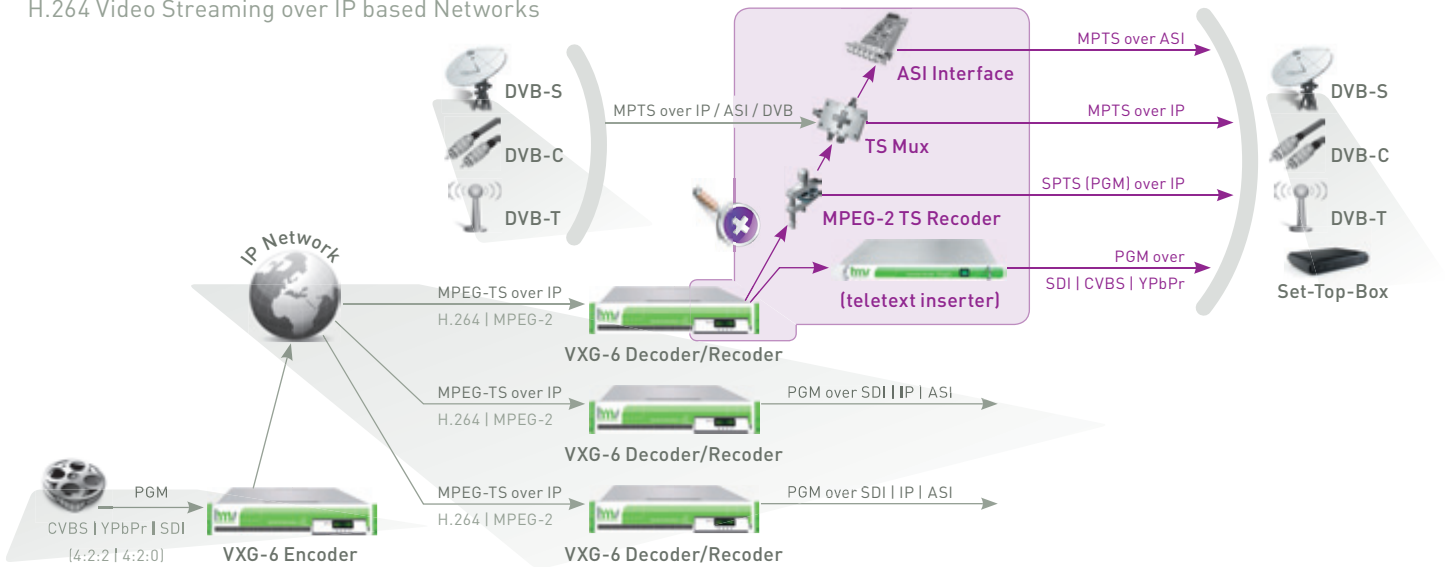 H.264 Video Streaming over IP based Networks
DVB-S
DVB-C
DVB-T
MPTS over IP / ASI / DVB
ASI Interface
TS Mux
MPEG-2 TS Recoder
(teletext inserter)
MPTS over ASI
MPTS over IP
SPTS (PGM) over IP
PGM over
SDI | CVBS | YPbPr
DVB-S
DVB-C
DVB-T
Set-Top-Box
IP Network
MPEG-TS over IP
H.264 | MPEG-2
VXG-6 Decoder/Recoder
MPEG-TS over IP
H.264 | MPEG-2
VXG-6 Decoder/Recoder
PGM over SDI | IP | ASI
MPEG-TS over IP
H.264 | MPEG-2
VXG-6 Decoder/Recoder
PGM over SDI | IP | ASI
PGM
CVBS | YPbPr | SDI
(4:2:2 | 4:2:0)
VXG-6 Encoder